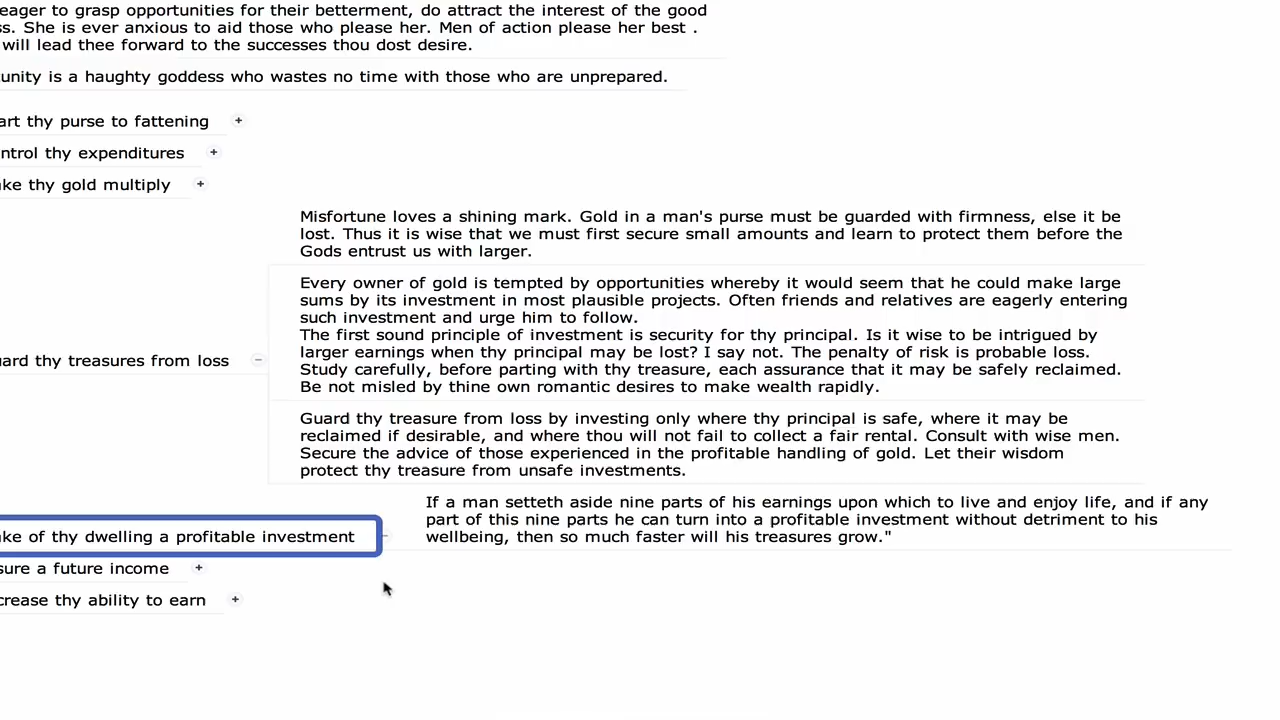 eager to grasp opportunities for their betterment, do attract the interest of the good
ss. She is ever anxious to aid those who please her. Men of action please her best .
will lead thee forward to the successes thou dost desire.
unity is a haughty goddess who wastes no time with those who are unprepared.
art thy purse to fattening
ntrol thy expenditures
ake thy gold multiply
Misfortune loves a shining mark. Gold in a man's purse must be guarded with firmness, else it be
lost. Thus it is wise that we must first secure small amounts and learn to protect them before the
Gods entrust us with larger.
Every owner of gold is tempted by opportunities whereby it would seem that he could make large
sums by its investment in most plausible projects. Often friends and relatives are eagerly entering
such investment and urge him to follow.
The first sound principle of investment is security for thy principal. Is it wise to be intrigued by
larger earnings when thy principal may be lost? I say not. The penalty of risk is probable loss.
Study carefully, before parting with thy treasure, each assurance that it may be safely reclaimed.
Be not misled by thine own romantic desires to make wealth rapidly.
uard thy treasures from loss
Guard thy treasure from loss by investing only where thy principal is safe, where it may be
reclaimed if desirable, and where thou will not fail to collect a fair rental. Consult with wise men.
Secure the advice of those experienced in the profitable handling of gold. Let their wisdom
protect thy treasure from unsafe investments.
If a man setteth aside nine parts of his earnings upon which to live and enjoy life, and if any
part of this nine parts he can turn into a profitable investment without detriment to his
wellbeing, then so much faster will his treasures grow."
ake of thy dwelling a profitable investment
sure a future income
crease thy ability to earn